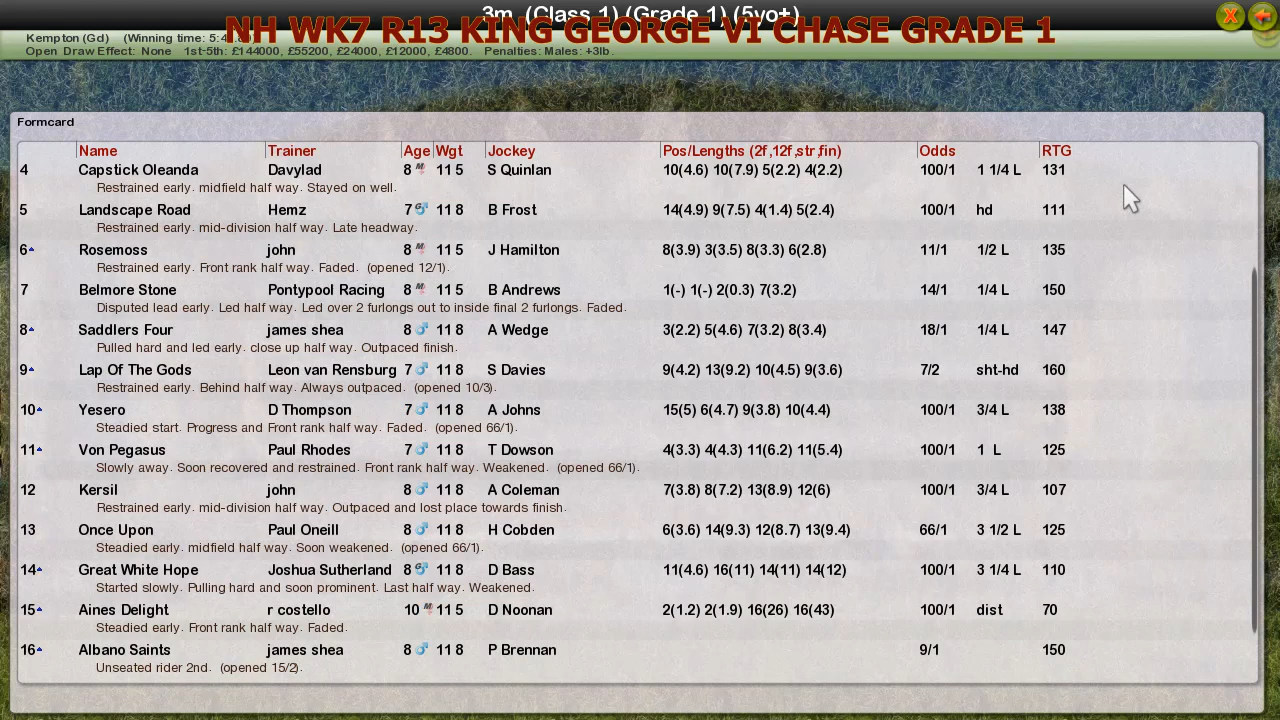 3m (Class 1) (Grade 1) (5yo+)
NH WK7 R13 KING GEORGE VI CHASE GRADE 1
Kempton (Gd) (Winning time: 5:4
Open Draw Effect: None 1st-5th: £144000, £55200, £24000, £12000, £4800. Penalties: Males: +3lb.
Formcard
Name Trainer Age Wgt Jockey Pos/Lengths (2f,12f,str,fin) Odds RTG
4 Capstick Oleanda Davylad 8 11 5 S Quinlan 10(4.6) 10(7.9) 5(2.2) 4(2.2) 100/1 1 1/4 L 131
Restrained early. midfield half way. Stayed on well.
5 Landscape Road Hemz 7 11 8 B Frost 14(4.9) 9(7.5) 4(1.4) 5(2.4) 100/1 hd 111
Restrained early. mid-division half way. Late headway.
6 Rosemoss john 8 11 5 J Hamilton 8(3.9) 3(3.5) 8(3.3) 6(2.8) 11/1 1/2 L 135
Restrained early. Front rank half way. Faded. (opened 12/1).
7 Belmore Stone Pontypool Racing 8 11 5 B Andrews 1(-) 1(-) 2(0.3) 7(3.2) 14/1 1/4 L 150
Disputed lead early. Led half way. Led over 2 furlongs out to inside final 2 furlongs. Faded.
8 Saddlers Four james shea 8 11 8 A Wedge 3(2.2) 5(4.6) 7(3.2) 8(3.4) 18/1 1/4 L 147
Pulled hard and led early. close up half way. Outpaced finish.
9 Lap Of The Gods Leon van Rensburg 7 11 8 S Davies 9(4.2) 13(9.2) 10(4.5) 9(3.6) 7/2 sht-hd 160
Restrained early. Behind half way. Always outpaced. (opened 10/3).
10 Yesero D Thompson 7 11 8 A Johns 15(5) 6(4.7) 9(3.8) 10(4.4) 100/1 3/4 L 138
Steadied start. Progress and Front rank half way. Faded. (opened 66/1).
11 Von Pegasus Paul Rhodes 7 11 8 T Dowson 4(3.3) 4(4.3) 11(6.2) 11(5.4) 100/1 1 L 125
Slowly away. Soon recovered and restrained. Front rank half way. Weakened. (opened 66/1).
12 Kersil john 8 11 8 A Coleman 7(3.8) 8(7.2) 13(8.9) 12(6) 100/1 3/4 L 107
Restrained early. mid-division half way. Outpaced and lost place towards finish.
13 Once Upon Paul Oneill 8 11 8 H Cobden 6(3.6) 14(9.3) 12(8.7) 13(9.4) 66/1 3 1/2 L 125
Steadied early. midfield half way. Soon weakened. (opened 66/1).
14 Great White Hope Joshua Sutherland 8 11 8 D Bass 11(4.6) 16(11) 14(11) 14(12) 100/1 3 1/4 L 110
Started slowly. Pulling hard and soon prominent. Last half way. Weakened.
15 Aines Delight r costello 10 11 5 D Noonan 2(1.2) 2(1.9) 16(26) 16(43) 100/1 dist 70
Steadied early. Front rank half way. Faded.
16 Albano Saints james shea 8 11 8 P Brennan 9/1 150
Unseated rider 2nd. (opened 15/2).